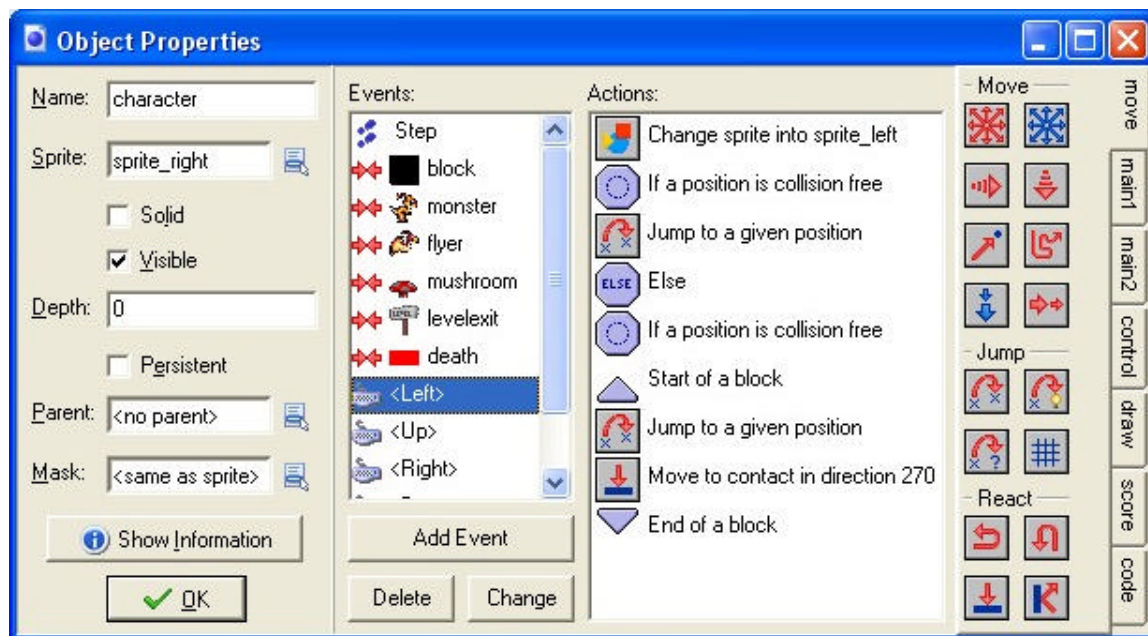 Object Properties
Name:
character
Sprite:
sprite_right
Solid
Visible
Depth:
0
Persistent
Parent:
<no parent>
Mask:
<same as sprite>
Show Information
OK
Events:
Step
block
monster
flyer
mushroom
levelexit
death
<Left>
<Up>
<Right>
Add Event
Delete
Change
Actions:
Change sprite into sprite_left
If a position is collision free
Jump to a given position
ELSE Else
If a position is collision free
Start of a block
Jump to a given position
Move to contact in direction 270
End of a block
Move
Jump
React
move
main1
main2
control
draw
score
code